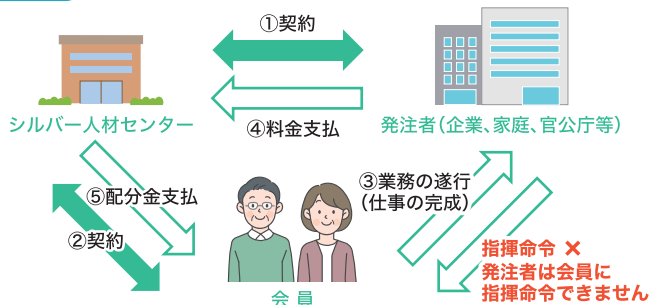 ①契約
④料金支払
シルバー人材センター
発注者（企業、家庭、官公庁等）
⑤配分金支払
②契約
③業務の遂行
（仕事の完成）
指揮命令 ×
発注者は会員に
指揮命令できません
会員